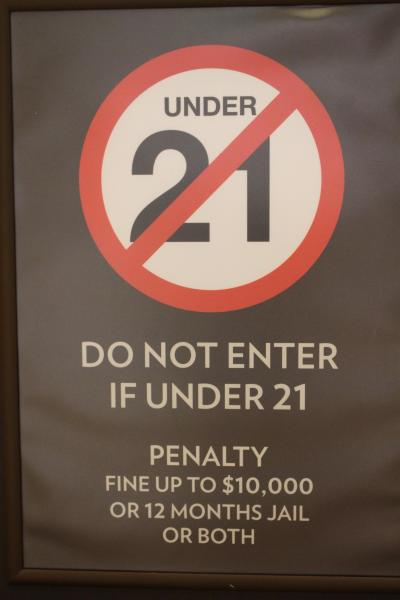 UNDER
21
DO NOT ENTER
IF UNDER 21
PENALTY
FINE UP TO $10,000
OR 12 MONTHS JAIL
OR BOTH